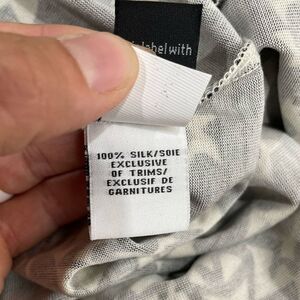 label with
100% SILK/SOIE
EXCLUSIVE
OF TRIMS/
EXCLUSIF DE
GARNITURES